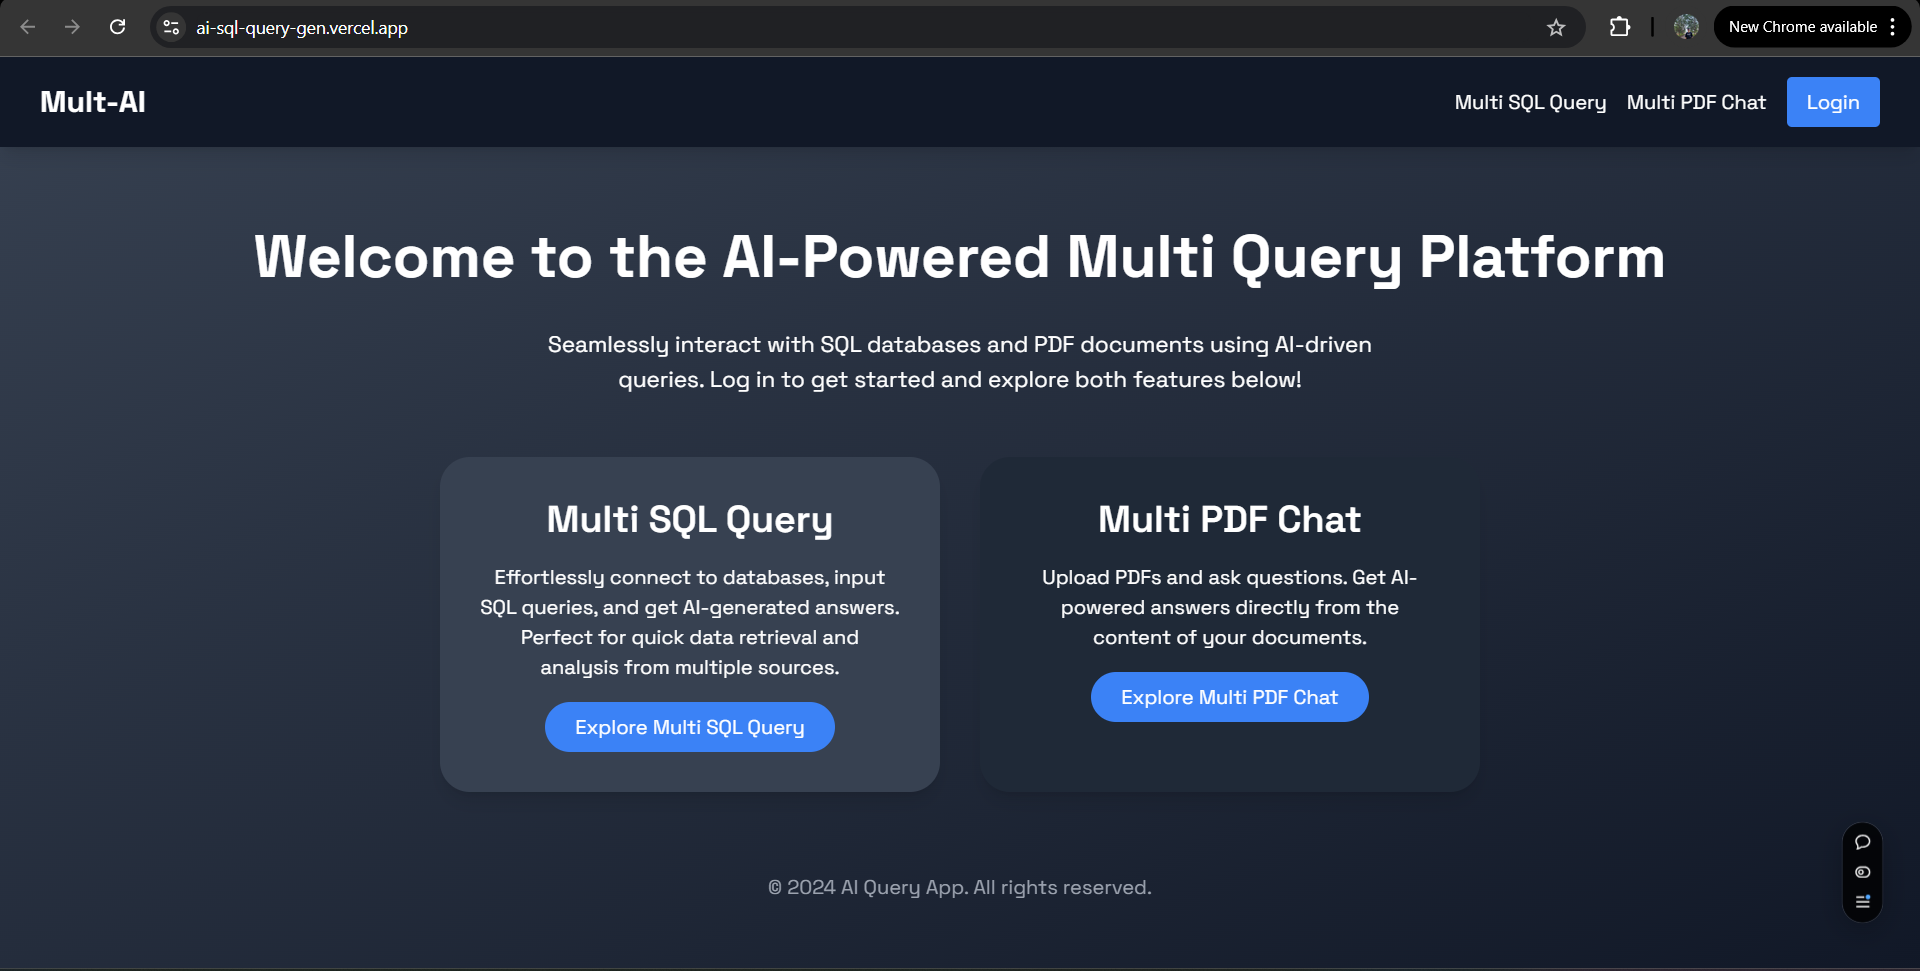 ai-sql-query-gen.vercel.app
New Chrome available
Mult-AI
Multi SQL Query
Multi PDF Chat
Login
Welcome to the AI-Powered Multi Query Platform
Seamlessly interact with SQL databases and PDF documents using AI-driven
queries. Log in to get started and explore both features below!
Multi SQL Query
Effortlessly connect to databases, input
SQL queries, and get AI-generated answers.
Perfect for quick data retrieval and
analysis from multiple sources.
Explore Multi SQL Query
Multi PDF Chat
Upload PDFs and ask questions. Get AI-
powered answers directly from the
content of your documents.
Explore Multi PDF Chat
© 2024 AI Query App. All rights reserved.